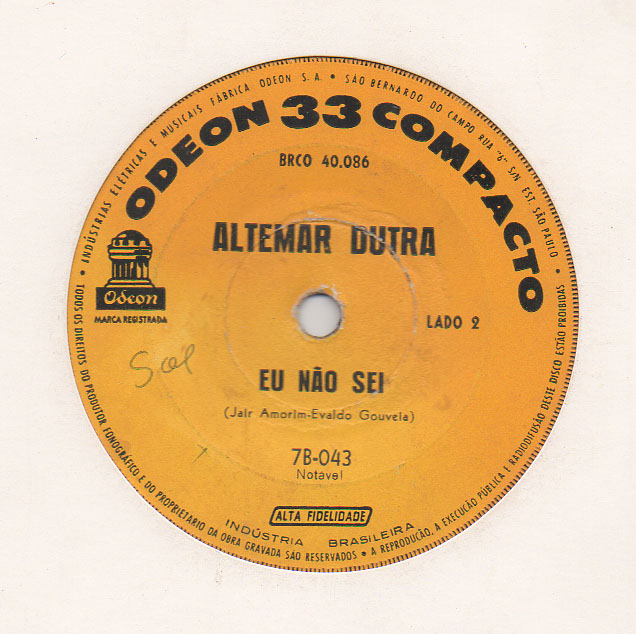 INDÚSTRIAS ELÉTRICAS E MUSICAIS FÁBRICA ODEON S. A. • SÃO BERNARDO DO CAMPO RUA "6" S/N EST. SÃO PAULO •
ODEON 33 COMPACTO
BRCO 40.086
ALTEMAR DUTRA
Odeon
MARCA REGISTRADA
LADO 2
EU NÃO SEI
(Jair Amorim-Evaldo Gouveia)
7B-043
Notavel
ALTA FIDELIDADE
INDÚSTRIA BRASILEIRA
• TODOS OS DIREITOS DO PRODUTOR FONOGRÁFICO E DO PROPRIETARIO DA OBRA GRAVADA SÃO RESERVADOS • A REPRODUÇÃO, A EXECUÇÃO PÚBLICA E RADIODIFUSÃO DESTE DISCO ESTÃO PROIBIDAS